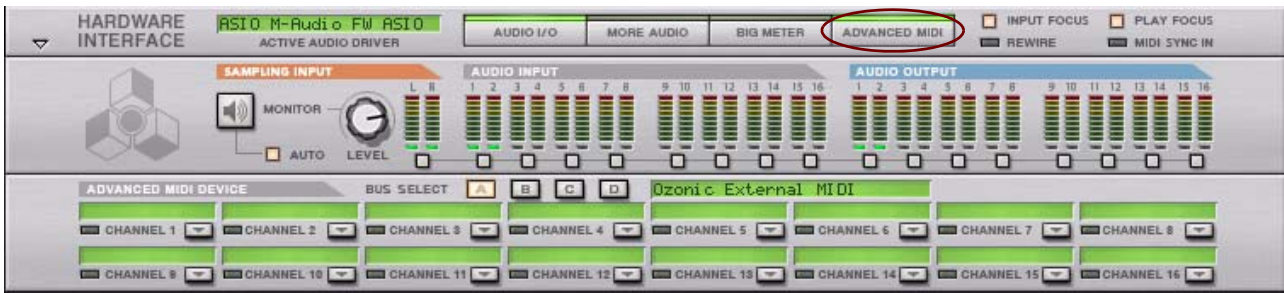 HARDWARE INTERFACE
ASIO M-Audio FW ASIO
ACTIVE AUDIO DRIVER
AUDIO I/O MORE AUDIO BIG METER ADVANCED MIDI
INPUT FOCUS PLAY FOCUS
REWIRE MIDI SYNC IN
SAMPLING INPUT AUDIO INPUT AUDIO OUTPUT
L R 1 2 3 4 5 6 7 8 9 10 11 12 13 14 15 16 1 2 3 4 5 6 7 8 9 10 11 12 13 14 15 16
MONITOR
AUTO LEVEL
ADVANCED MIDI DEVICE BUS SELECT A B C D Ozonic External MIDI
CHANNEL 1 CHANNEL 2 CHANNEL 3 CHANNEL 4 CHANNEL 5 CHANNEL 6 CHANNEL 7 CHANNEL 8
CHANNEL 9 CHANNEL 10 CHANNEL 11 CHANNEL 12 CHANNEL 13 CHANNEL 14 CHANNEL 15 CHANNEL 16